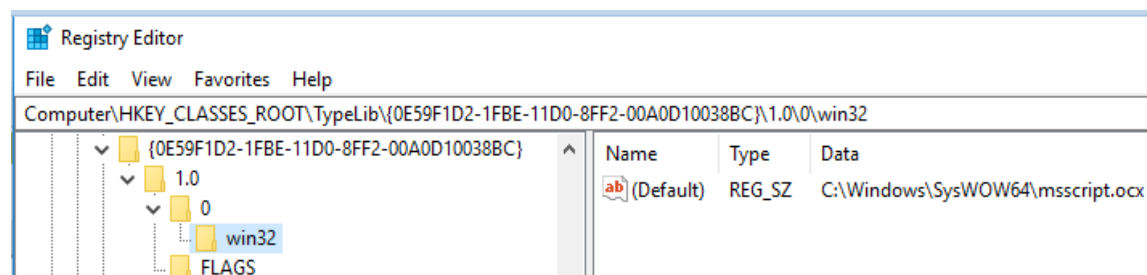 Registry Editor
File Edit View Favorites Help
Computer\HKEY_CLASSES_ROOT\TypeLib\{0E59F1D2-1FBE-11D0-8FF2-00A0D10038BC}\1.0\0\win32
{0E59F1D2-1FBE-11D0-8FF2-00A0D10038BC}
1.0
0
win32
FLAGS
Name Type Data
ab (Default) REG_SZ C:\Windows\SysWOW64\msscript.ocx